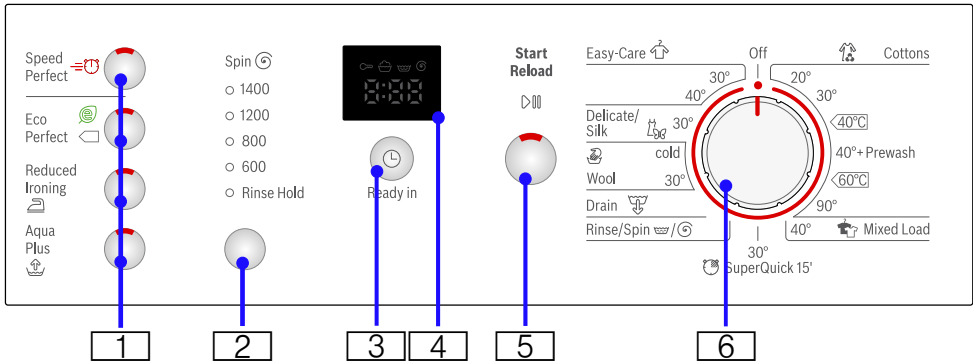 Speed
Perfect
Eco
Perfect
Reduced
Ironing
Aqua
Plus
Spin
1400
1200
800
600
Rinse Hold
8:88
Ready in
Start
Reload
Easy-Care
Off
Cottons
30°
20°
40°
30°
Delicate/
Silk
30°
40°C
cold
40°+Prewash
Wool
30°
60°C
Drain
90°
Rinse/Spin
/
40°
Mixed Load
30°
SuperQuick 15'
1
2
3
4
5
6